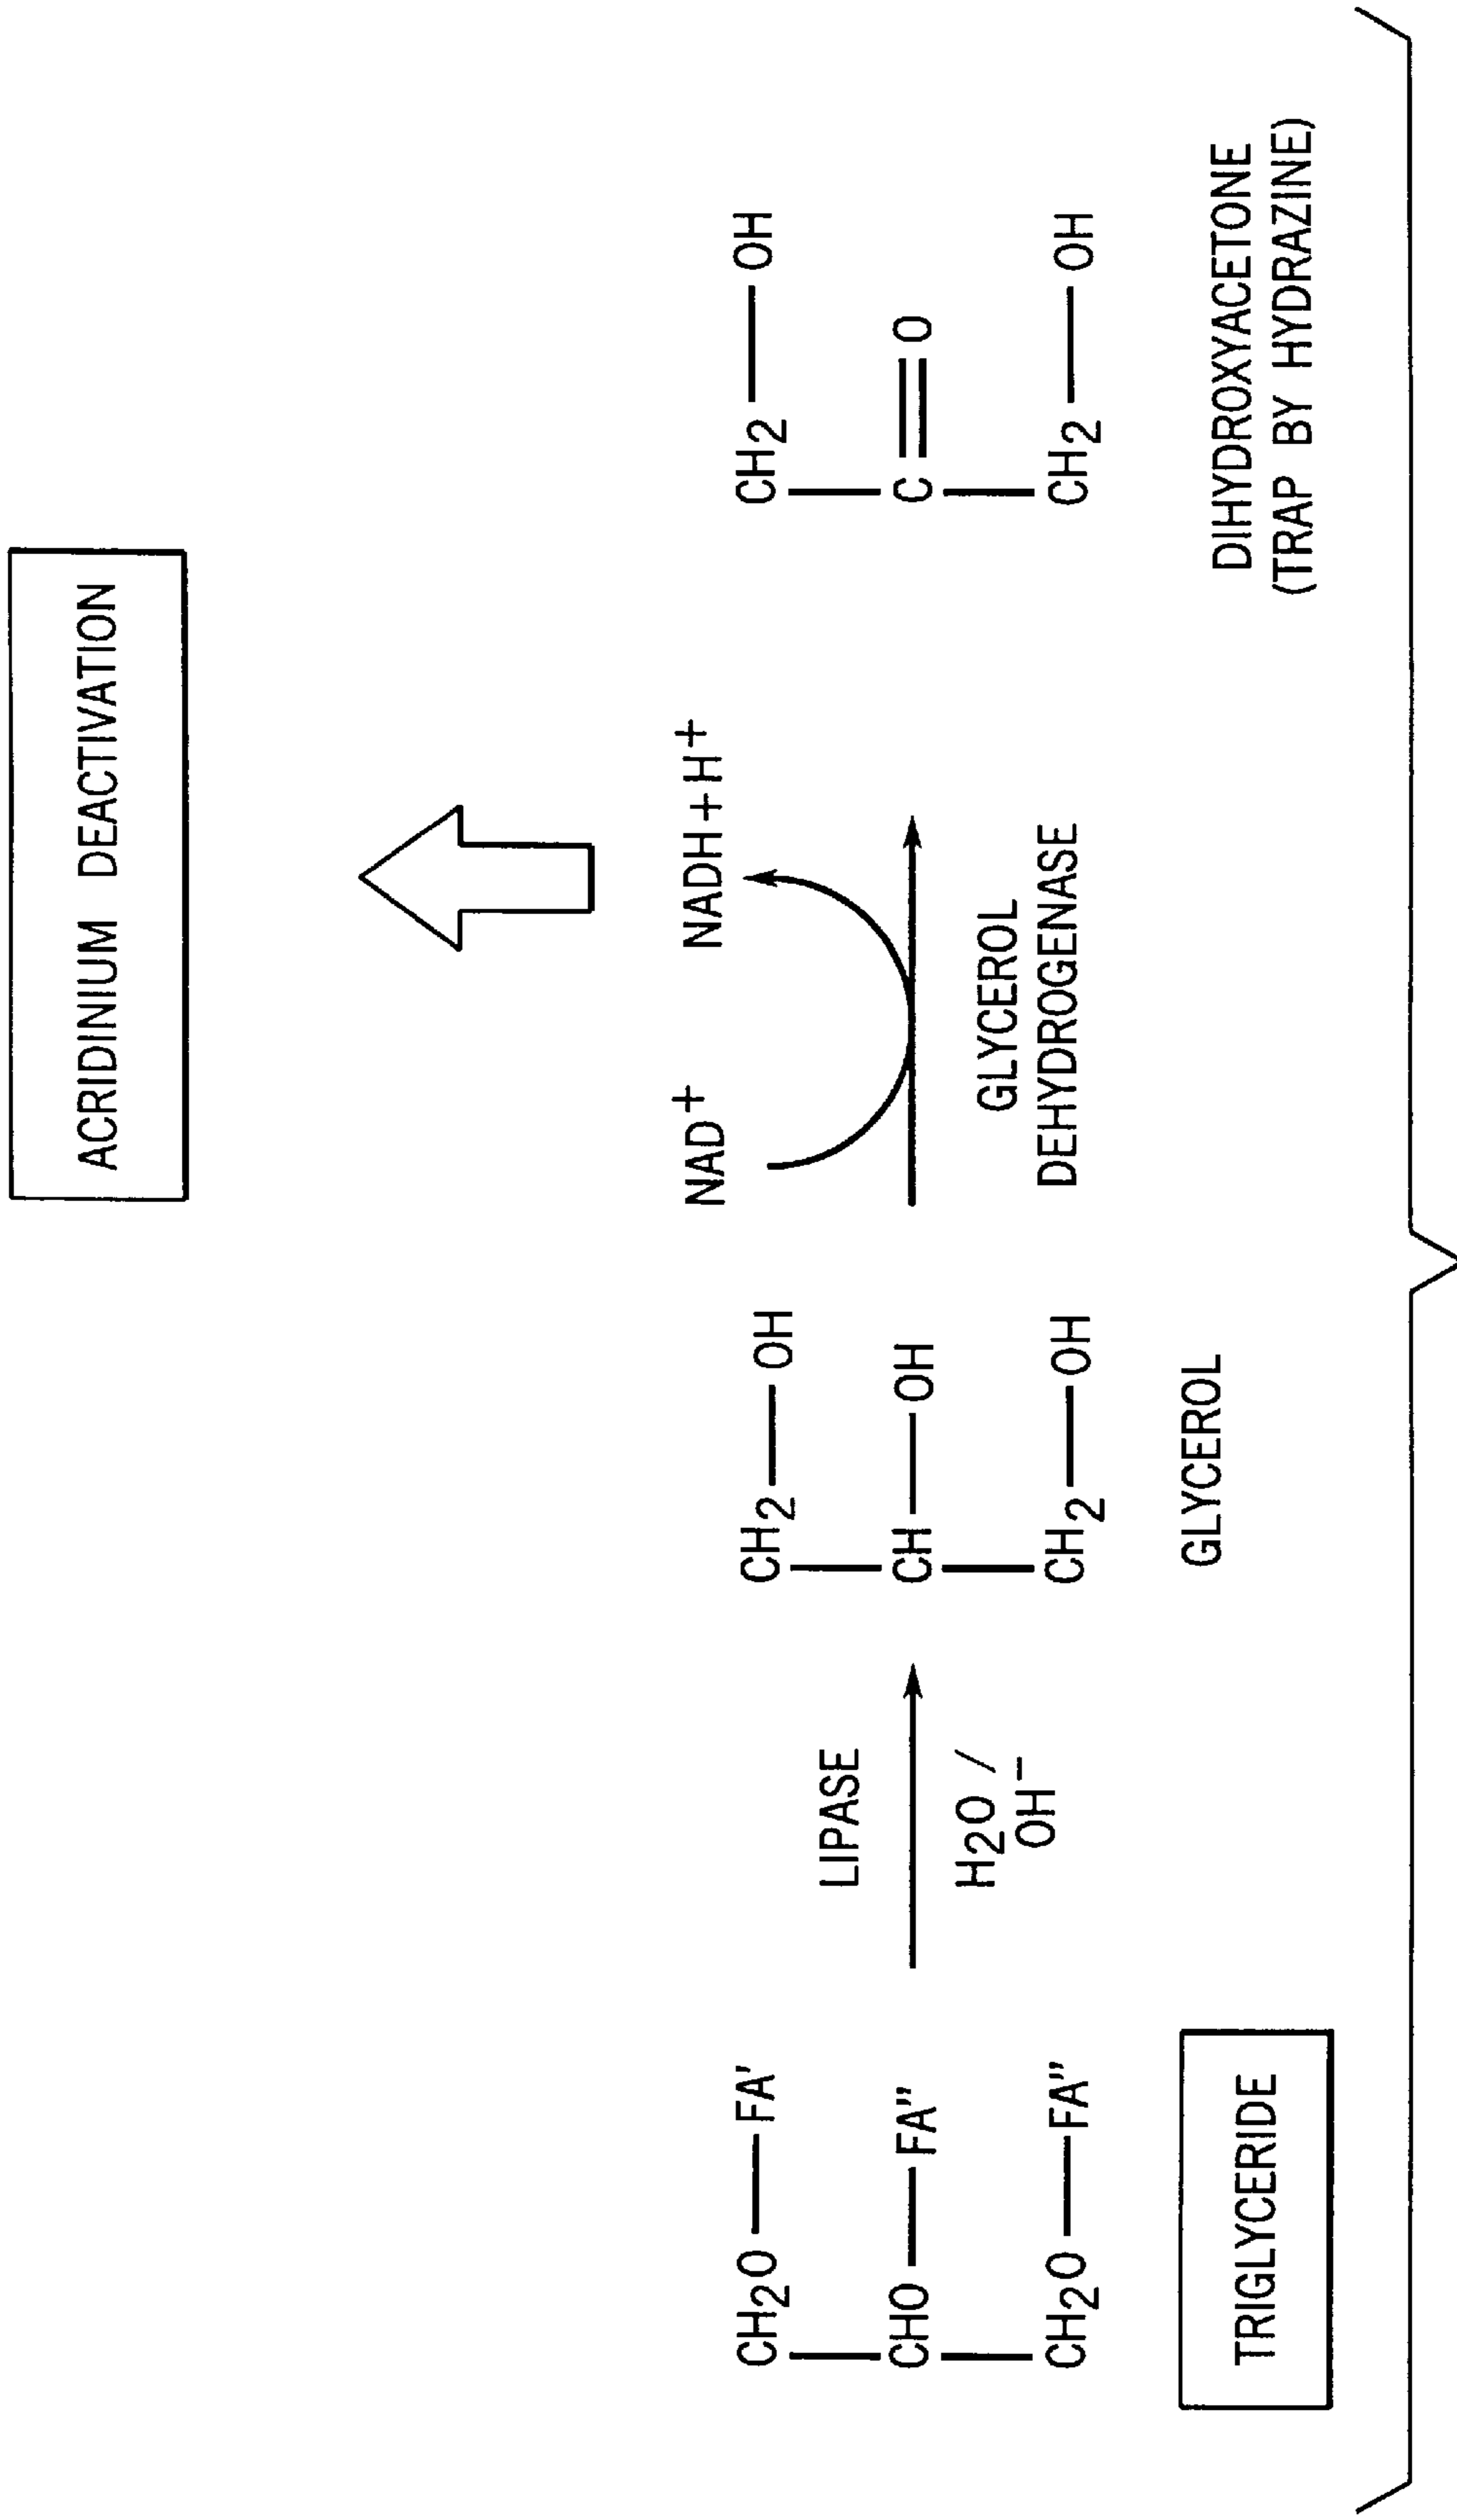 ACRIDINIUM DEACTIVATION
CH2O—FA'
CHO—FA"
CH2O—FA"
TRIGLYCERIDE
LIPASE
H2O /
OH−
CH2—OH
CH—OH
CH2—OH
GLYCEROL
NAD+
NADH+H+
GLYCEROL
DEHYDROGENASE
CH2—OH
C=O
CH2—OH
DIHYDROXYACETONE
(TRAP BY HYDRAZINE)